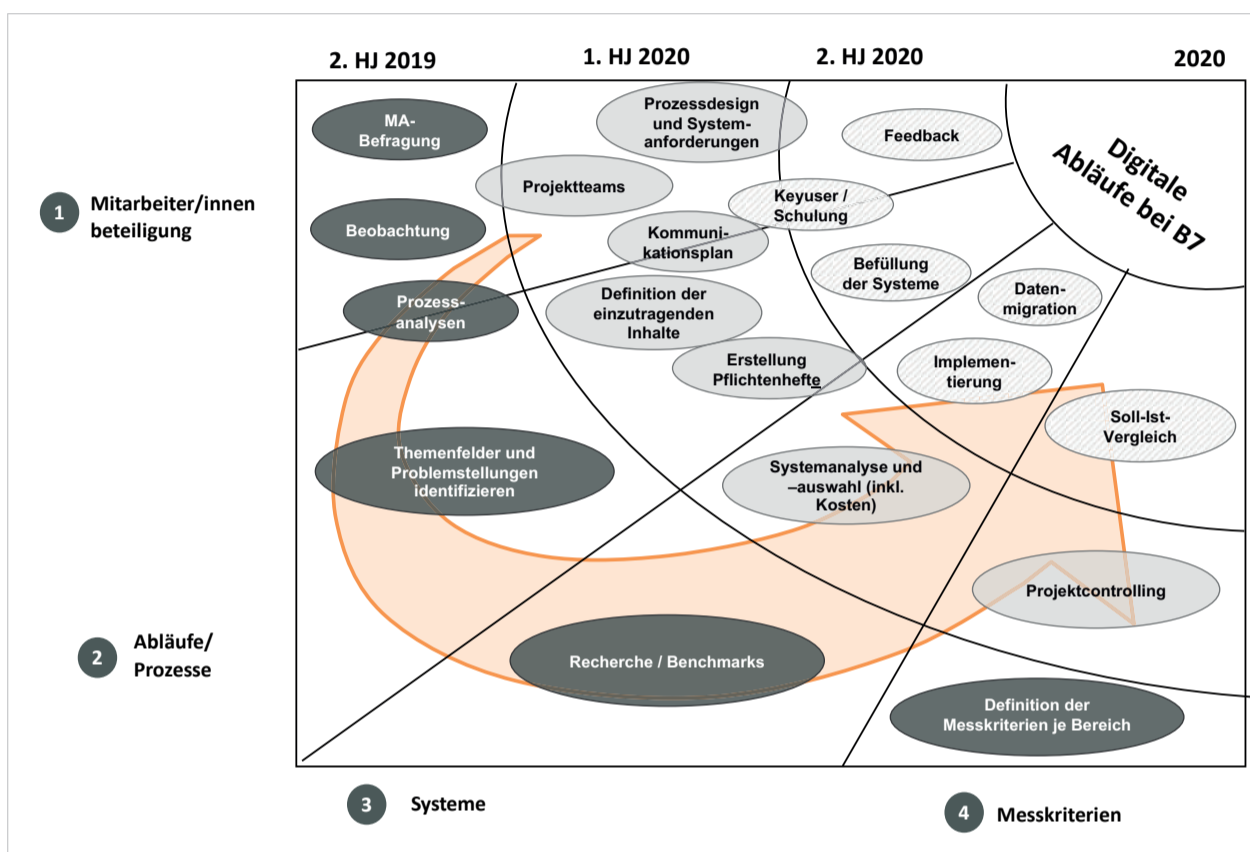 2. HJ 2019
1. HJ 2020
2. HJ 2020
2020
MA-
Befragung
Prozessdesign
und System-
anforderungen
Feedback
Digitale
Abläufe bei B7
Projektteams
1
Mitarbeiter/innen
beteiligung
Keyuser /
Schulung
Beobachtung
Kommuni-
kationsplan
Befüllung
der Systeme
Daten-
migration
Prozess-
analysen
Definition der
einzutragenden
Inhalte
Erstellung
Pflichtenhefte
Implemen-
tierung
Soll-Ist-
Vergleich
Themenfelder und
Problemstellungen
identifizieren
Systemanalyse und
–auswahl (inkl.
Kosten)
Projektcontrolling
2
Abläufe/
Prozesse
Recherche / Benchmarks
Definition der
Messkriterien je Bereich
3
Systeme
4
Messkriterien